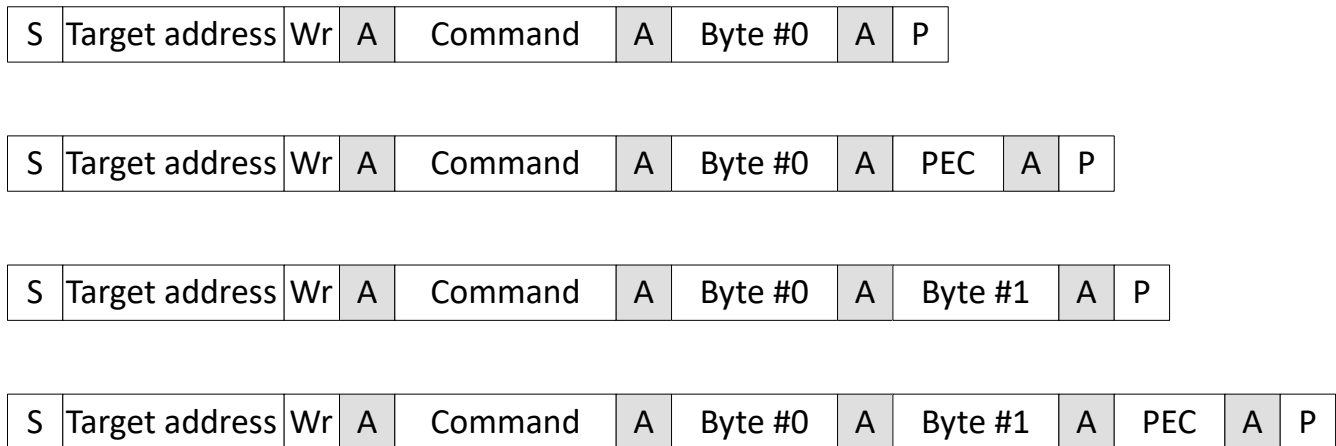 S Target address Wr A Command A Byte #0 A P
S Target address Wr A Command A Byte #0 A PEC A P
S Target address Wr A Command A Byte #0 A Byte #1 A P
S Target address Wr A Command A Byte #0 A Byte #1 A PEC A P